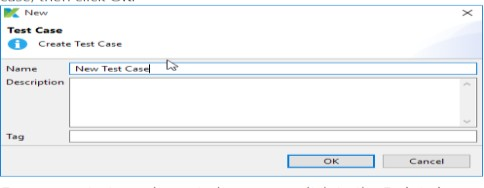 case, then click OK.
New
Test Case
Create Test Case
Name New Test Case
Description
Tag
OK Cancel